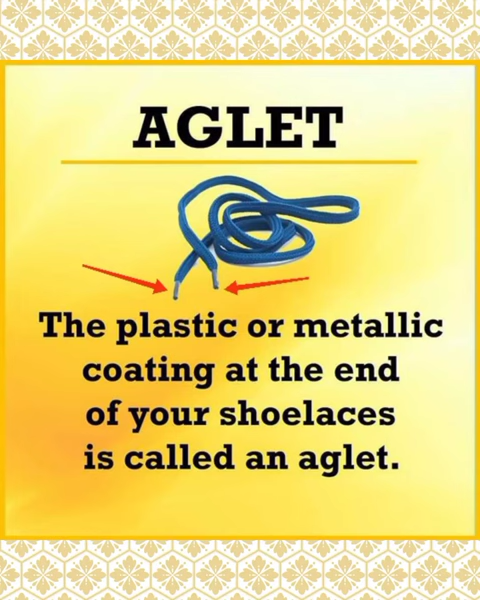 AGLET
The plastic or metallic
coating at the end
of your shoelaces
is called an aglet.